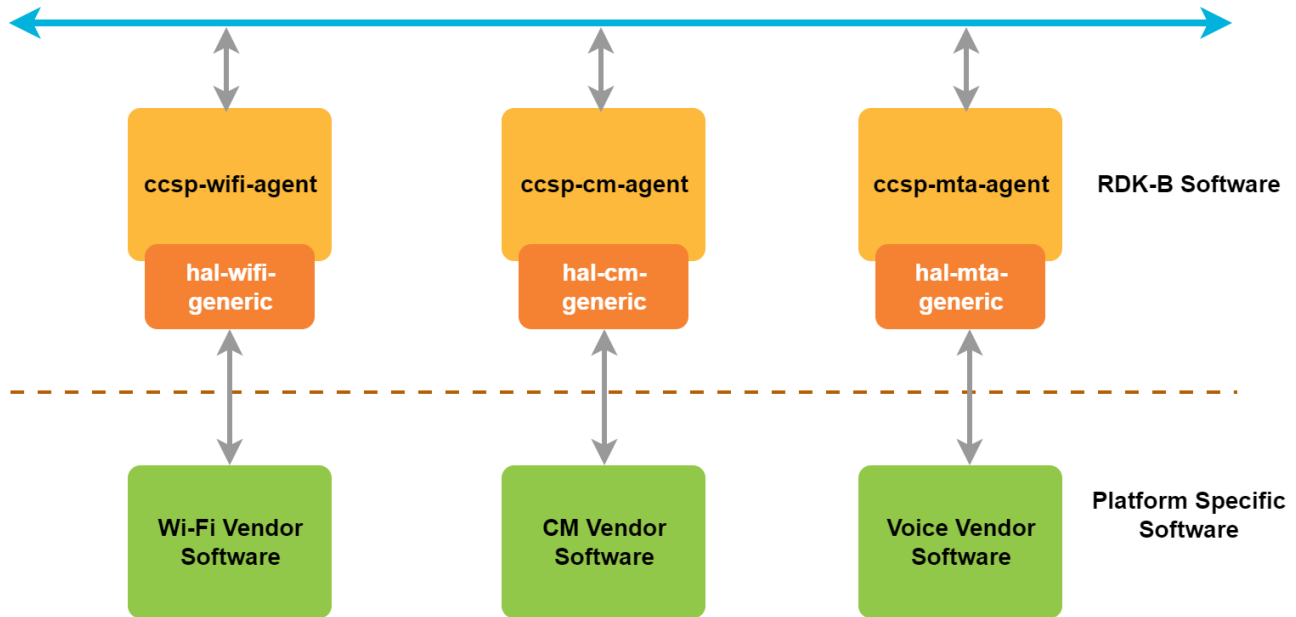 ccsp-wifi-agent
ccsp-cm-agent
ccsp-mta-agent
RDK-B Software
hal-wifi-
generic
hal-cm-
generic
hal-mta-
generic
Wi-Fi Vendor
Software
CM Vendor
Software
Voice Vendor
Software
Platform Specific
Software